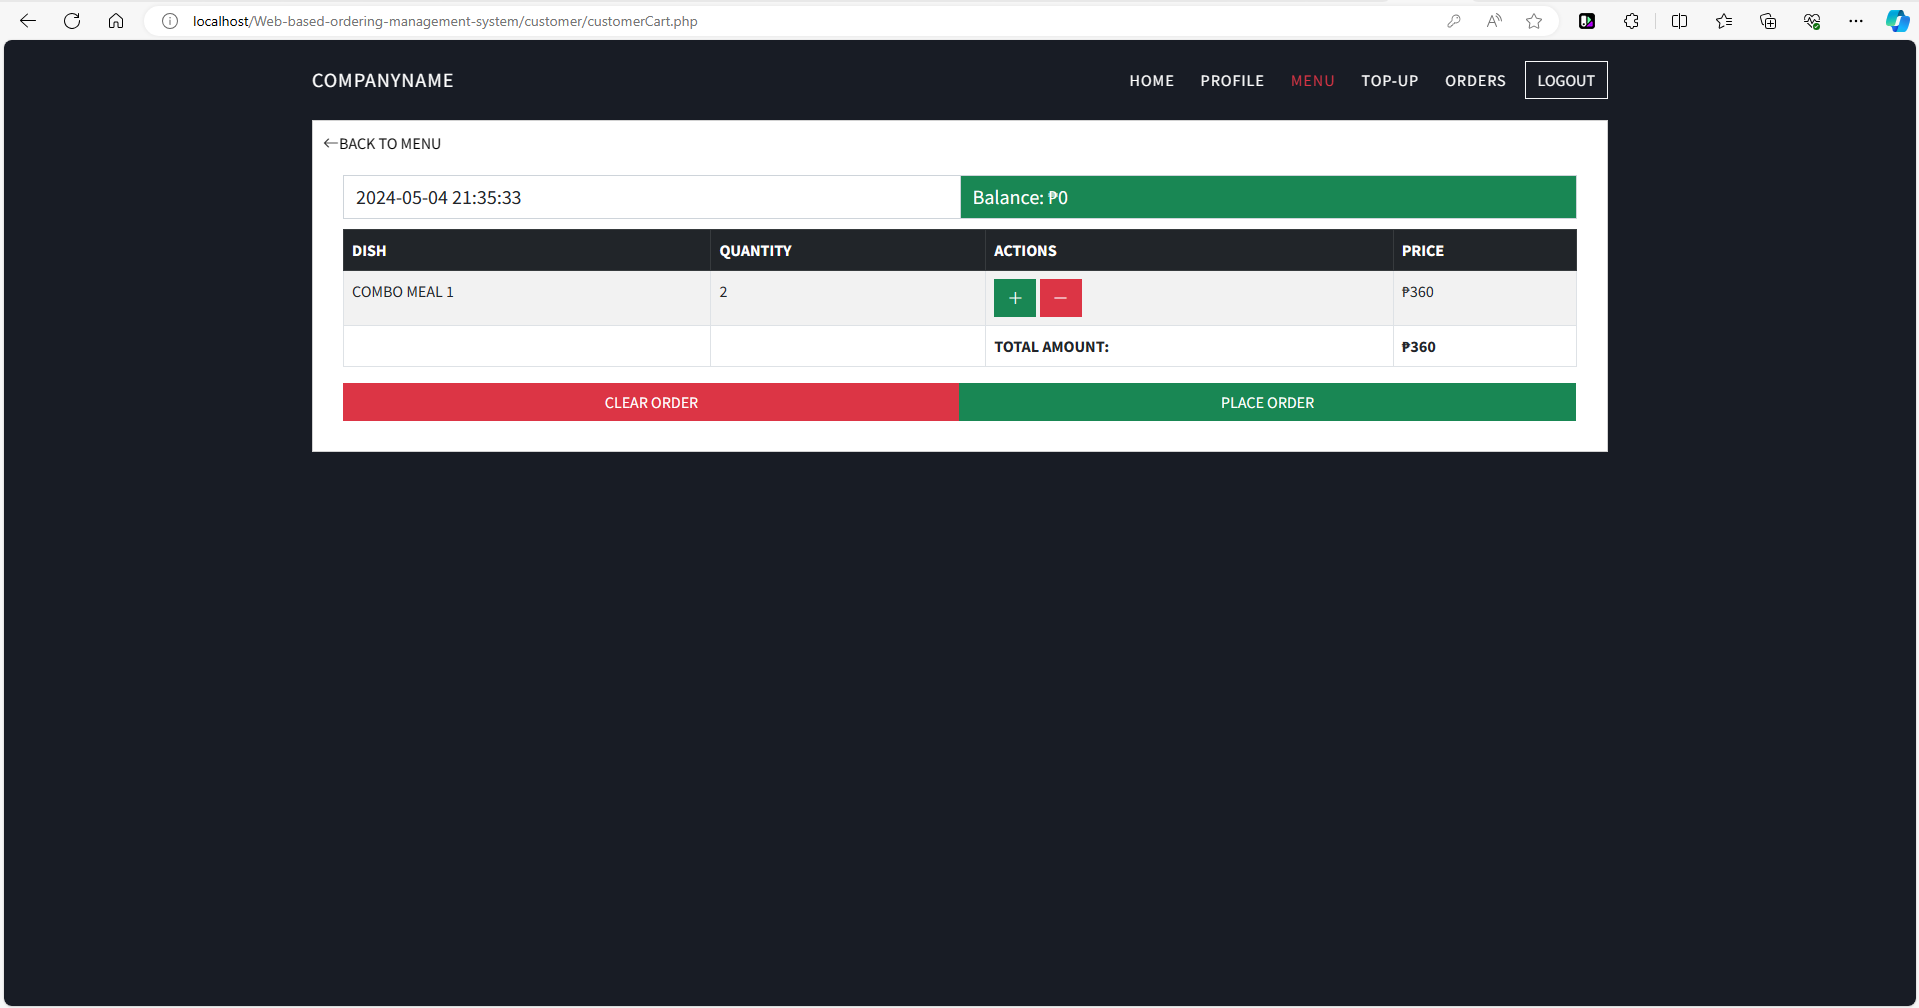 localhost/Web-based-ordering-management-system/customer/customerCart.php
COMPANYNAME
HOME PROFILE MENU TOP-UP ORDERS LOGOUT
BACK TO MENU
2024-05-04 21:35:33 Balance: ₱0
DISH QUANTITY ACTIONS PRICE
COMBO MEAL 1 2 + − ₱360
TOTAL AMOUNT: ₱360
CLEAR ORDER PLACE ORDER